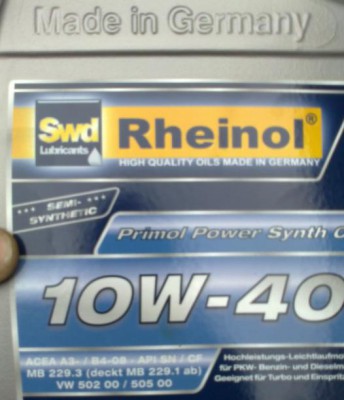 Made in Germany
Swd
Lubricants
Rheinol®
HIGH QUALITY OILS MADE IN GERMANY
*** SEMI- ***
SYNTHETIC
Primol Power Synth C
10W-40
ACEA A3- / B4-08 - API SN / CF
MB 229.3 (deckt MB 229.1 ab)
VW 502 00 / 505 00
Hochleistungs-Leichtlaufmo
für PKW- Benzin- und Dieselm
Geeignet für Turbo und Einsprit